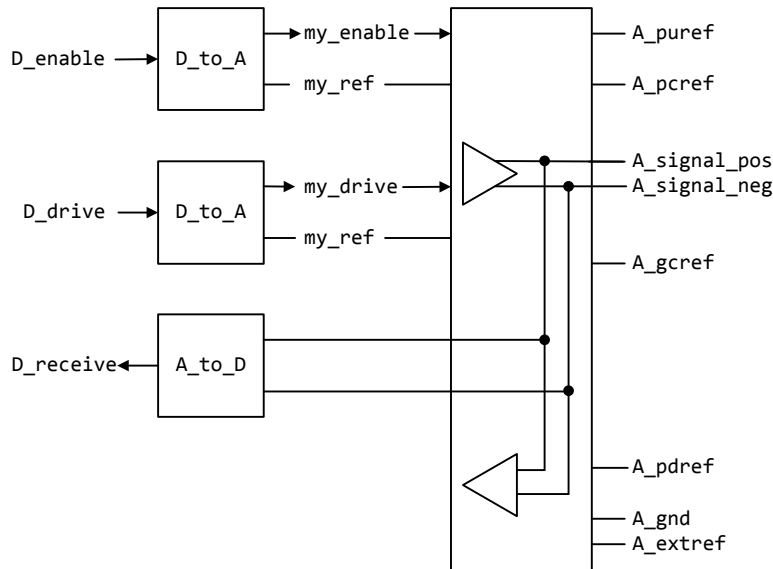 my_enable
A_puref
D_enable
D_to_A
my_ref
A_pcref
A_signal_pos
my_drive
A_signal_neg
D_drive
D_to_A
my_ref
A_gcref
D_receive
A_to_D
A_pdref
A_gnd
A_extref